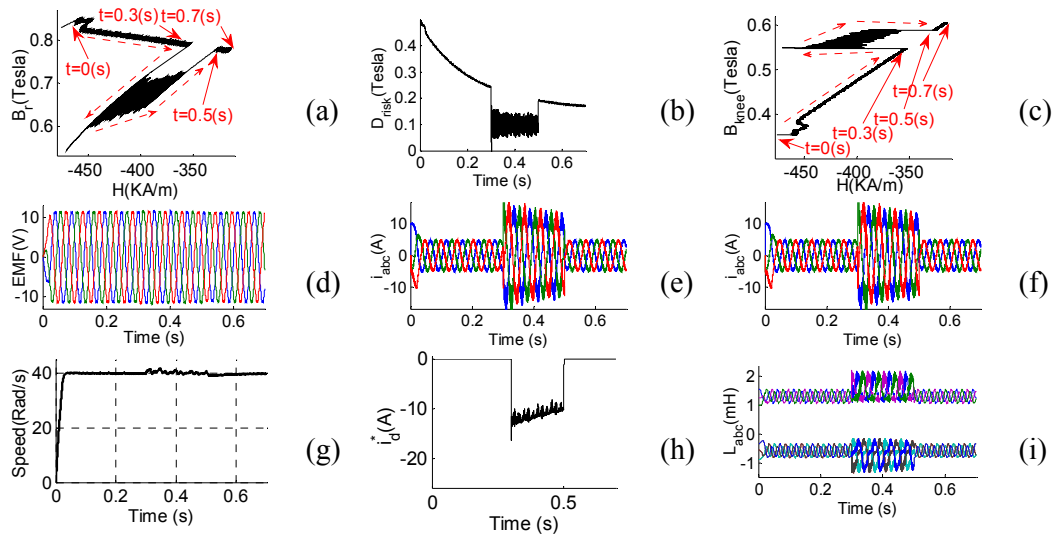 t=0.3(s) t=0.7(s)
0.8
0.7
0.6
t=0(s)
t=0.5(s)
-450 -400 -350
B_r(Tesla)
H(KA/m)
(a)
0.4
0.3
0.2
0.1
0
0 0.2 0.4 0.6
D_risk(Tesla)
Time (s)
(b)
0.6
0.5
0.4
t=0.7(s)
t=0.5(s)
t=0.3(s)
t=0(s)
-450 -400 -350
B_knee(Tesla)
H(KA/m)
(c)
10
0
-10
0 0.2 0.4 0.6
EMF(V)
Time (s)
(d)
10
0
-10
0 0.2 0.4 0.6
i_abc(A)
Time (s)
(e)
10
0
-10
0 0.2 0.4 0.6
i_abc(A)
Time (s)
(f)
40
20
0
0 0.2 0.4 0.6
Speed(Rad/s)
Time (s)
(g)
0
-10
-20
0 0.5
i_d^*(A)
Time (s)
(h)
2
1
0
-1
0 0.2 0.4 0.6
L_abc(mH)
Time (s)
(i)